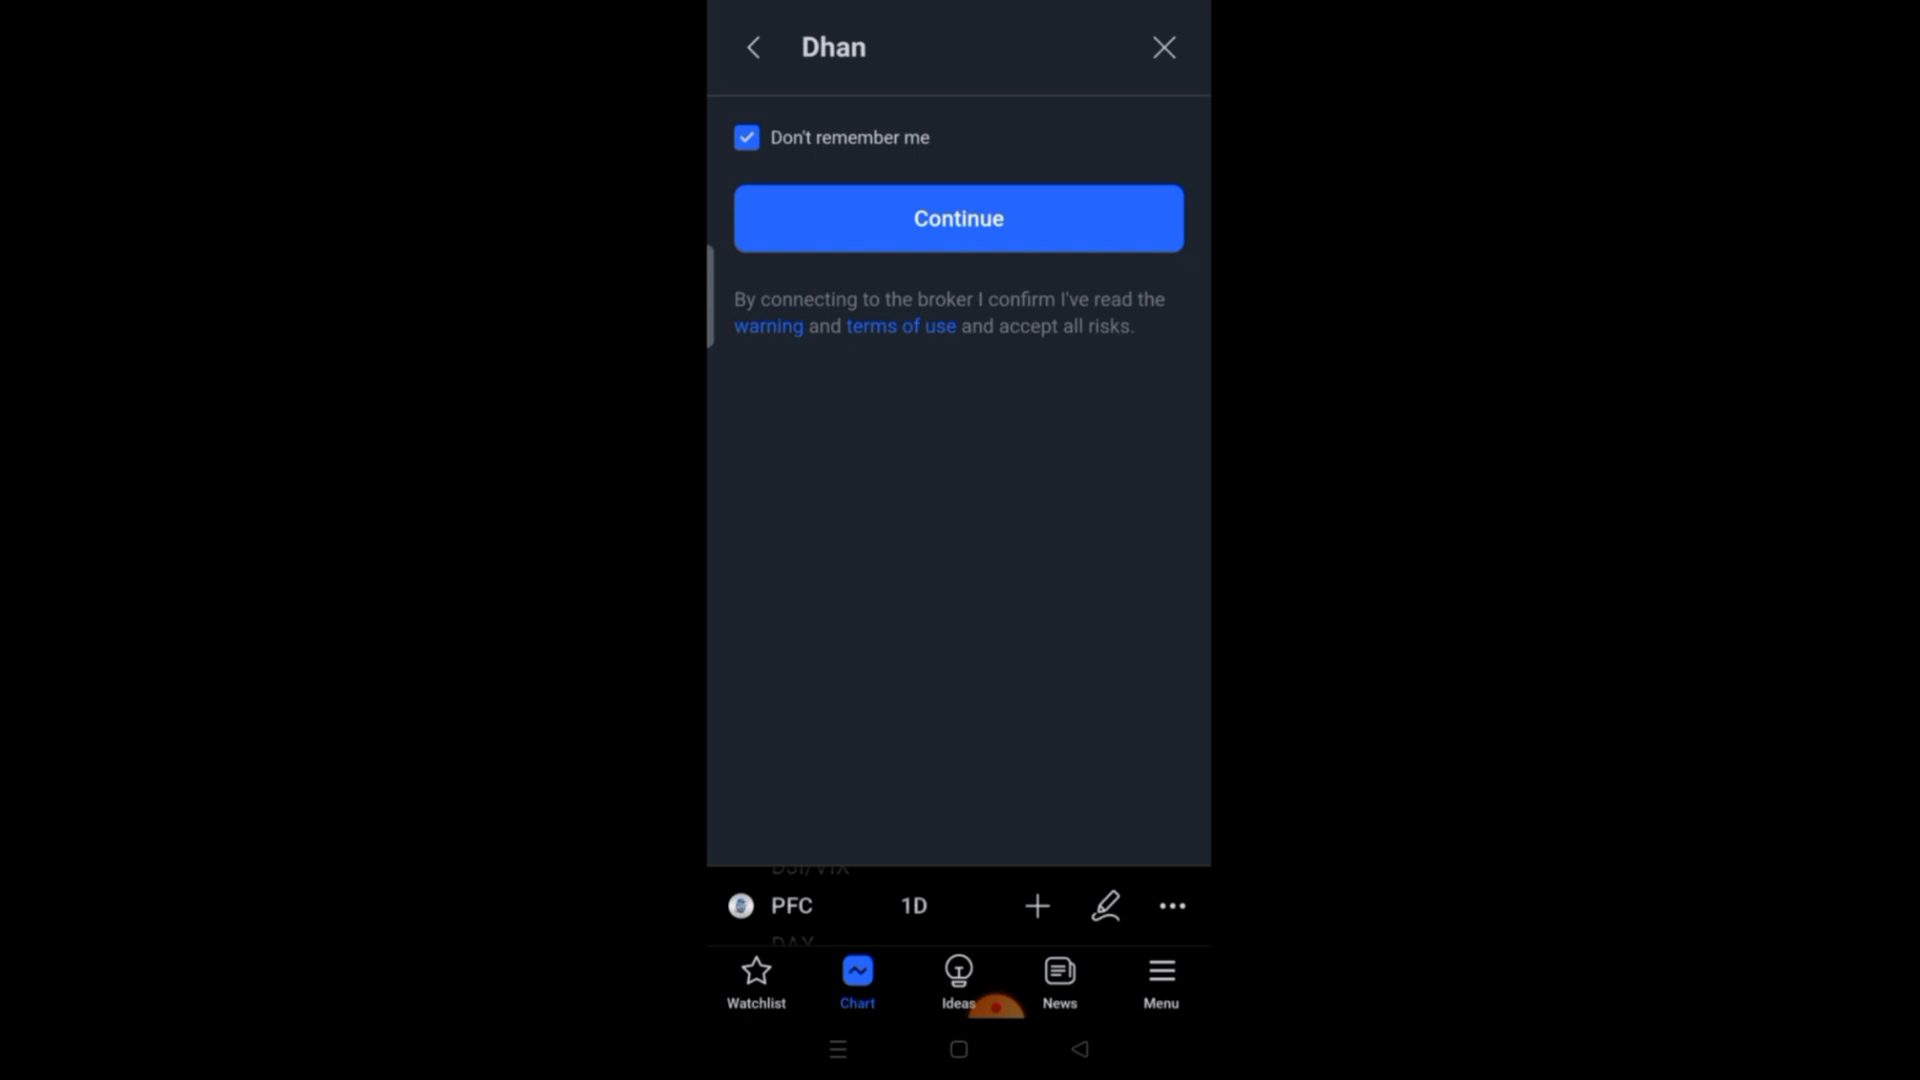 Dhan
Don't remember me
Continue
By connecting to the broker I confirm I've read the
warning and terms of use and accept all risks.
PFC 1D
Watchlist Chart Ideas News Menu